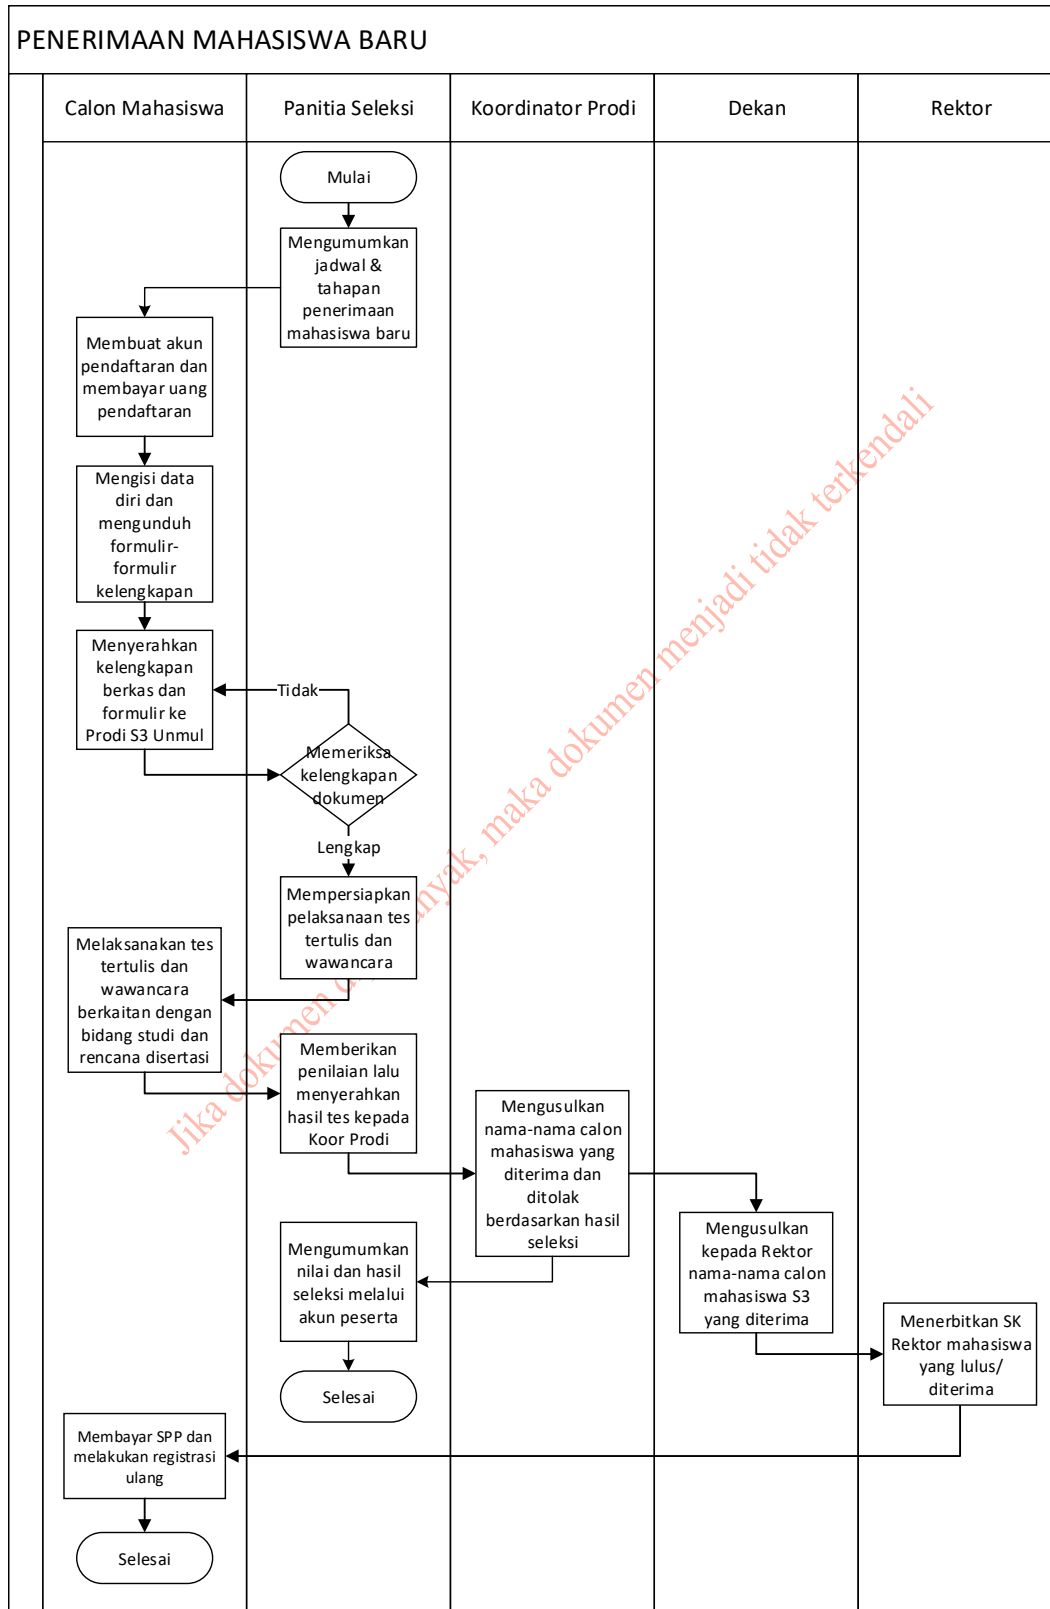 PENERIMAAN MAHASISWA BARU
Calon Mahasiswa
Panitia Seleksi
Koordinator Prodi
Dekan
Rektor
Mulai
Mengumumkan
jadwal &
tahapan
penerimaan
mahasiswa baru
Membuat akun
pendaftaran dan
membayar uang
pendaftaran
Mengisi data
diri dan
mengunduh
formulir-
formulir
kelengkapan
Menyerahkan
kelengkapan
berkas dan
formulir ke
Prodi S3 Unmul
Tidak
Memeriksa
kelengkapan
dokumen
Lengkap
Mempersiapkan
pelaksanaan tes
tertulis dan
wawancara
Melaksanakan tes
tertulis dan
wawancara
berkaitan dengan
bidang studi dan
rencana disertasi
Memberikan
penilaian lalu
menyerahkan
hasil tes kepada
Koor Prodi
Mengusulkan
nama-nama calon
mahasiswa yang
diterima dan
ditolak
berdasarkan hasil
seleksi
Mengusulkan
kepada Rektor
nama-nama calon
mahasiswa S3
yang diterima
Mengumumkan
nilai dan hasil
seleksi melalui
akun peserta
Menerbitkan SK
Rektor mahasiswa
yang lulus/
diterima
Selesai
Membayar SPP dan
melakukan registrasi
ulang
Selesai
Jika dokumen maka dokumen menjadi tidak terkendali